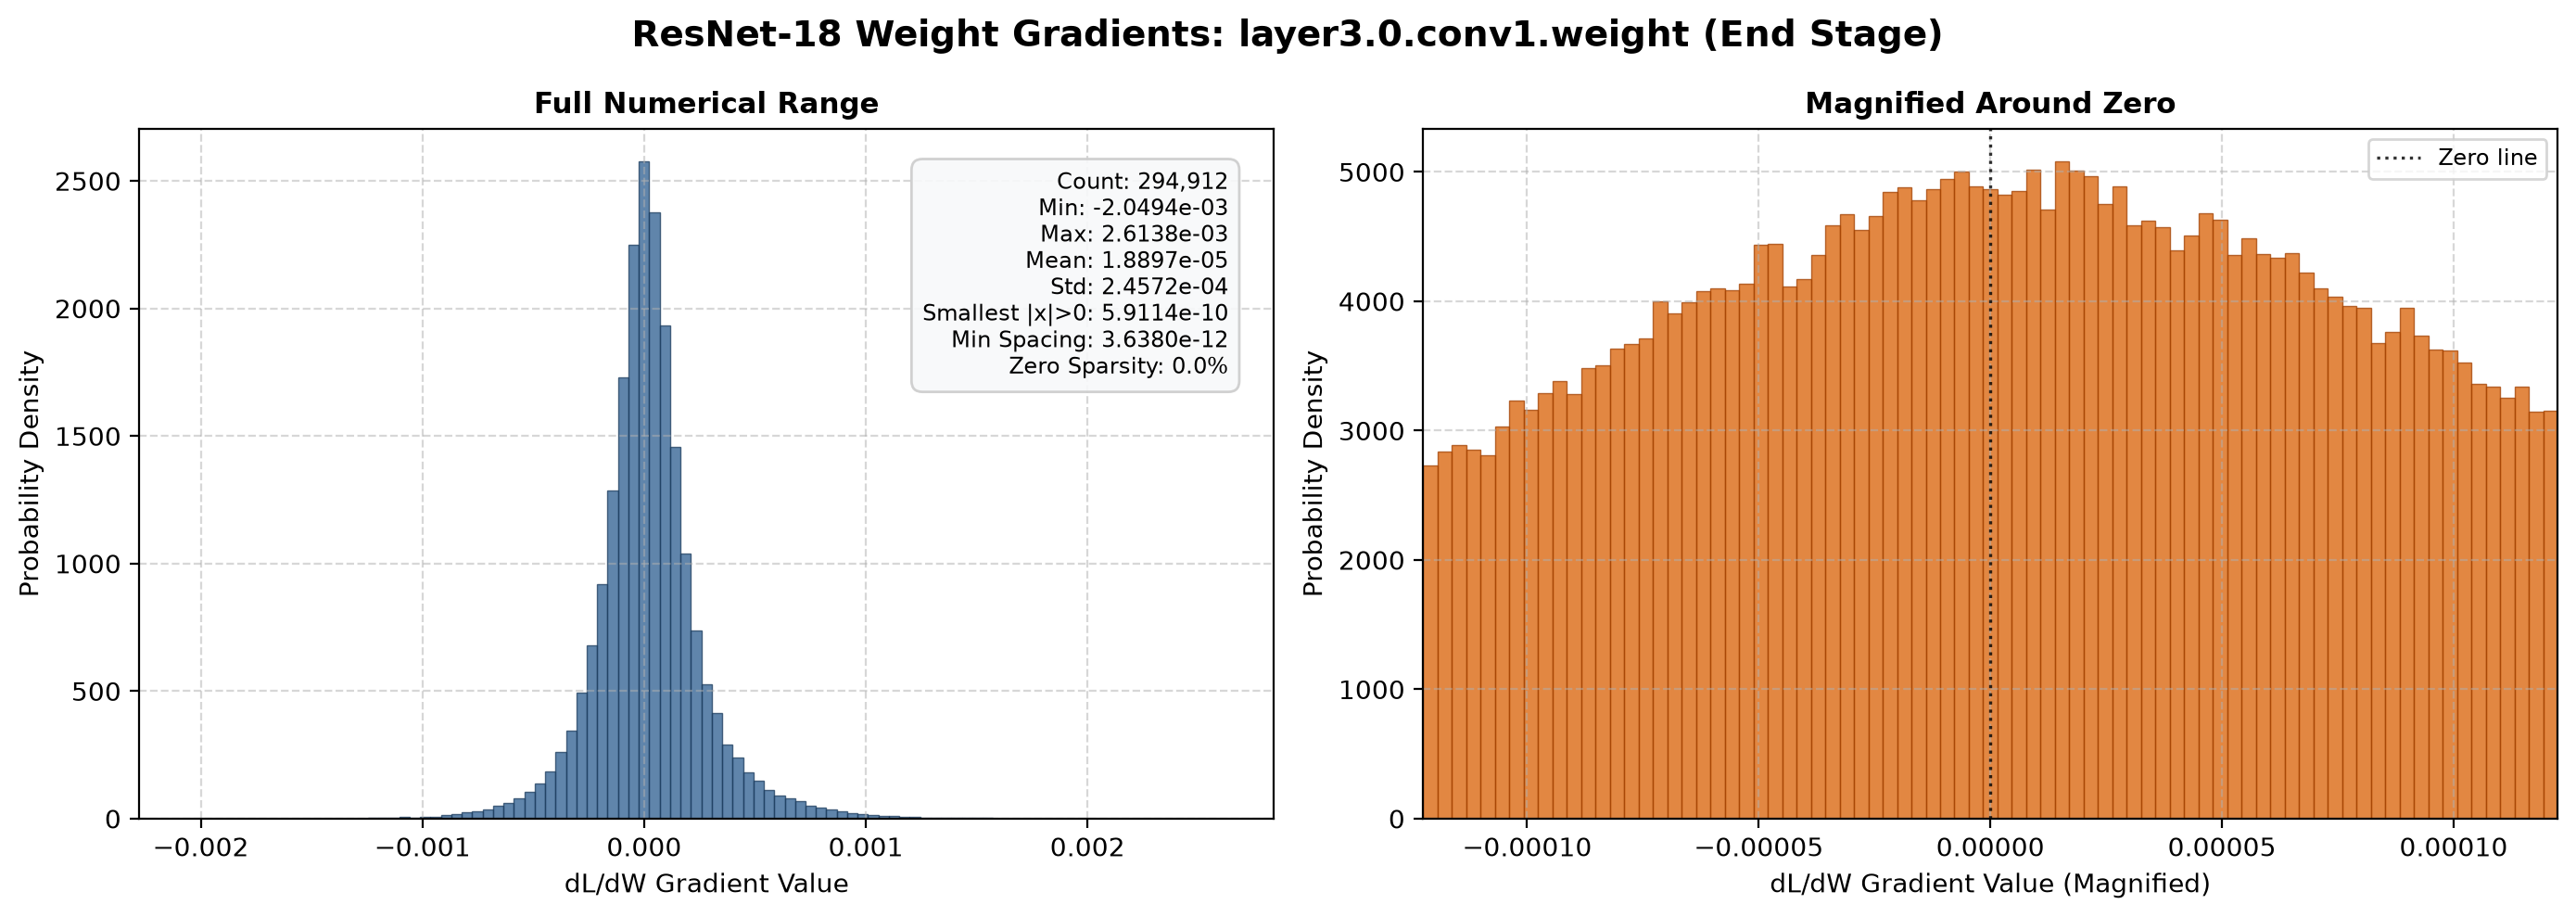 ResNet-18 Weight Gradients: layer3.0.conv1.weight (End Stage)
Full Numerical Range
Probability Density
2500
2000
1500
1000
500
0
Count: 294,912
Min: -2.0494e-03
Max: 2.6138e-03
Mean: 1.8897e-05
Std: 2.4572e-04
Smallest |x|>0: 5.9114e-10
Min Spacing: 3.6380e-12
Zero Sparsity: 0.0%
−0.002 −0.001 0.000 0.001 0.002
dL/dW Gradient Value
Magnified Around Zero
Probability Density
5000
4000
3000
2000
1000
0
Zero line
−0.00010 −0.00005 0.00000 0.00005 0.00010
dL/dW Gradient Value (Magnified)